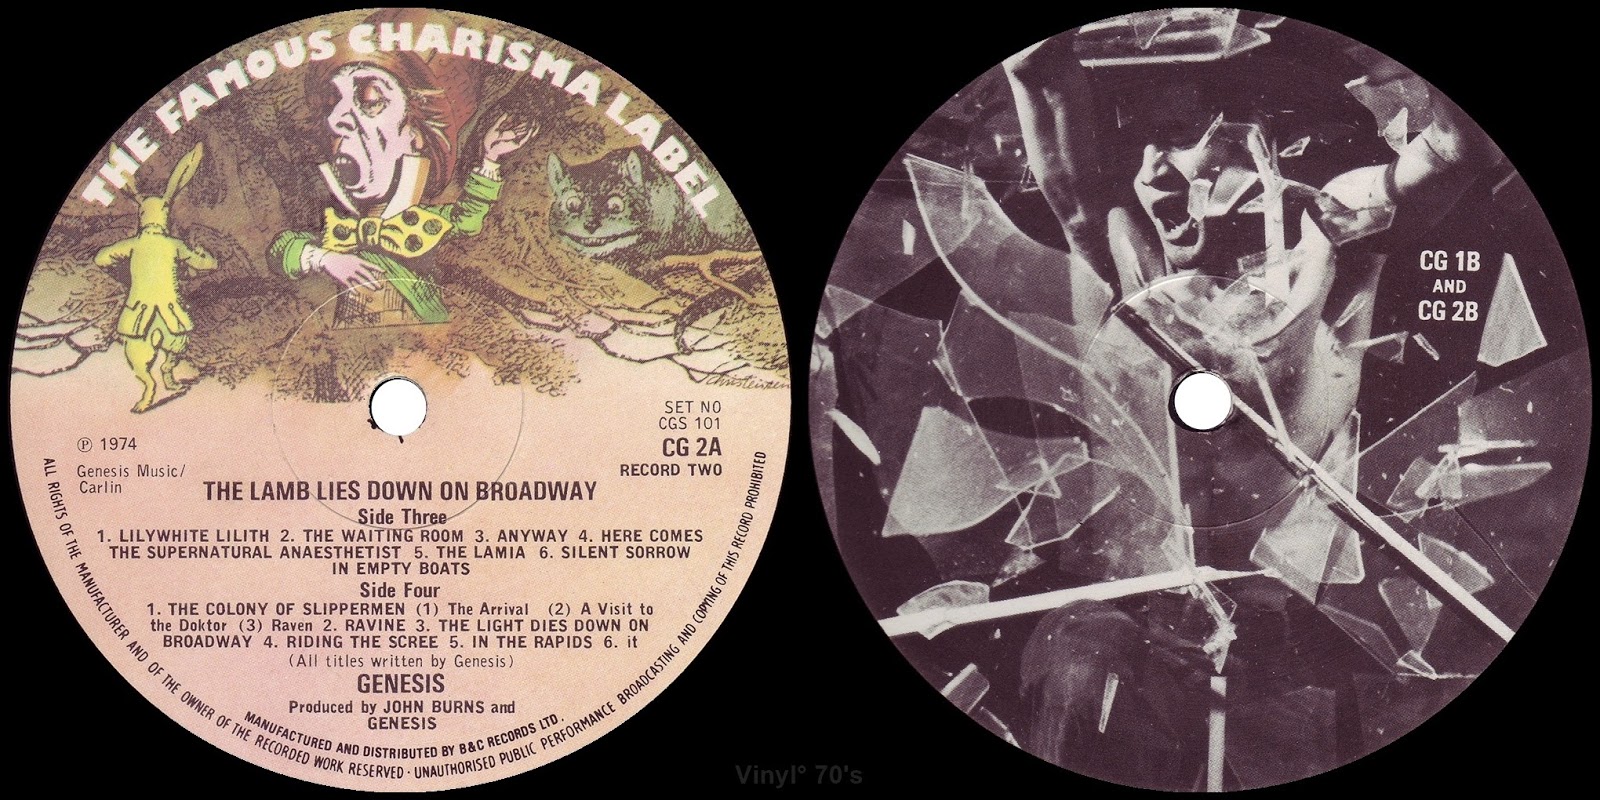 THE FAMOUS CHARISMA LABEL
Christensen
SET NO
CGS 101
CG 2A
RECORD TWO
℗ 1974
Genesis Music/
Carlin
THE LAMB LIES DOWN ON BROADWAY
Side Three
1. LILYWHITE LILITH 2. THE WAITING ROOM 3. ANYWAY 4. HERE COMES
THE SUPERNATURAL ANAESTHETIST 5. THE LAMIA 6. SILENT SORROW
IN EMPTY BOATS
Side Four
1. THE COLONY OF SLIPPERMEN (1) The Arrival (2) A Visit to
the Doktor (3) Raven 2. RAVINE 3. THE LIGHT DIES DOWN ON
BROADWAY 4. RIDING THE SCREE 5. IN THE RAPIDS 6. it
(All titles written by Genesis)
GENESIS
Produced by JOHN BURNS and
GENESIS
MANUFACTURED AND DISTRIBUTED BY B&C RECORDS LTD.
ALL RIGHTS OF THE MANUFACTURER AND OF THE OWNER OF THE RECORDED WORK RESERVED · UNAUTHORISED PUBLIC PERFORMANCE BROADCASTING AND COPYING OF THIS RECORD PROHIBITED
CG 1B
AND
CG 2B
Vinyl° 70's